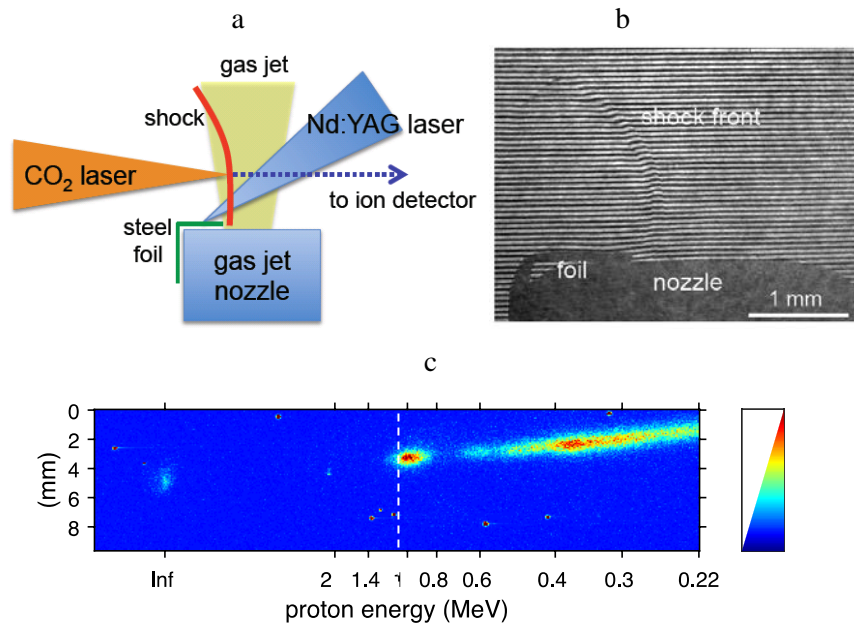 a
b
gas jet
shock
Nd:YAG laser
CO₂ laser
to ion detector
steel
foil
gas jet
nozzle
shock front
foil
nozzle
1 mm
c
0
2
4
6
8
(mm)
Inf
2
1.4
1
0.8
0.6
0.4
0.3
0.22
proton energy (MeV)